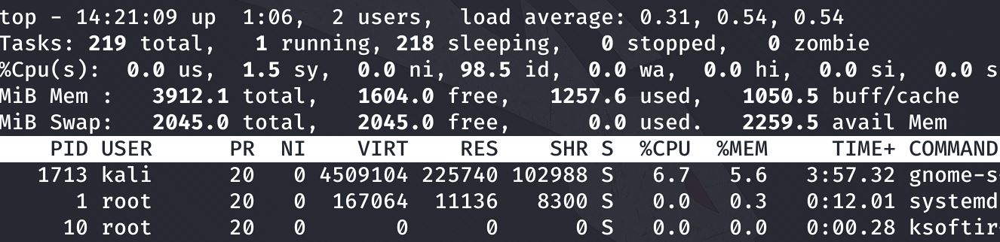 top - 14:21:09 up  1:06,  2 users,  load average: 0.31, 0.54, 0.54
Tasks: 219 total,   1 running, 218 sleeping,   0 stopped,   0 zombie
%Cpu(s):  0.0 us,  1.5 sy,  0.0 ni, 98.5 id,  0.0 wa,  0.0 hi,  0.0 si,  0.0 s
MiB Mem :   3912.1 total,   1604.0 free,   1257.6 used,   1050.5 buff/cache
MiB Swap:   2045.0 total,   2045.0 free,      0.0 used.   2259.5 avail Mem
    PID USER      PR  NI    VIRT    RES    SHR S  %CPU  %MEM     TIME+ COMMAND
   1713 kali      20   0 4509104 225740 102988 S   6.7   5.6   3:57.32 gnome-s
      1 root      20   0  167064  11136   8300 S   0.0   0.3   0:12.01 systemd
     10 root      20   0       0      0      0 S   0.0   0.0   0:00.28 ksoftir